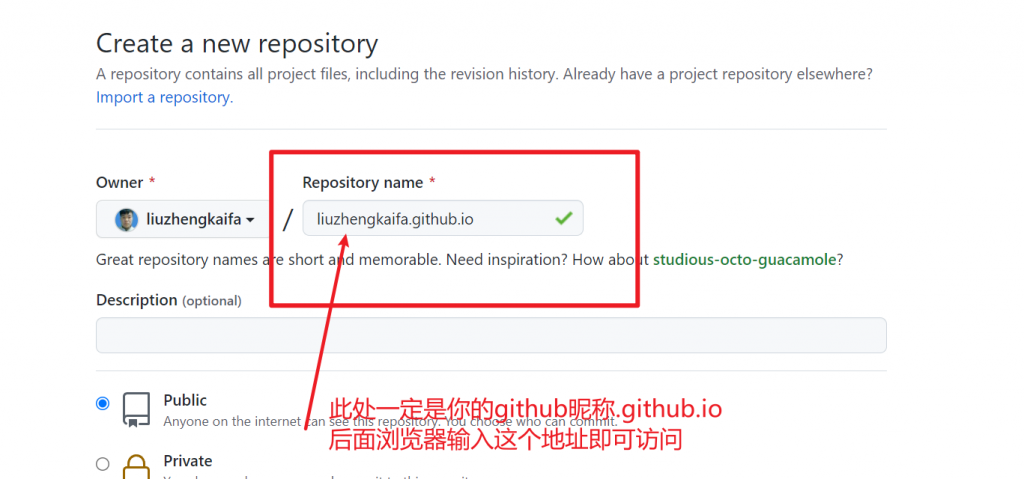 Create a new repository
A repository contains all project files, including the revision history. Already have a project repository elsewhere?
Import a repository.
Owner * Repository name *
liuzhengkaifa / liuzhengkaifa.github.io
Great repository names are short and memorable. Need inspiration? How about studious-octo-guacamole?
Description (optional)
Public
Anyone on the internet can see this repository. You choose who can commit.
此处一定是你的github昵称.github.io
后面浏览器输入这个地址即可访问
Private